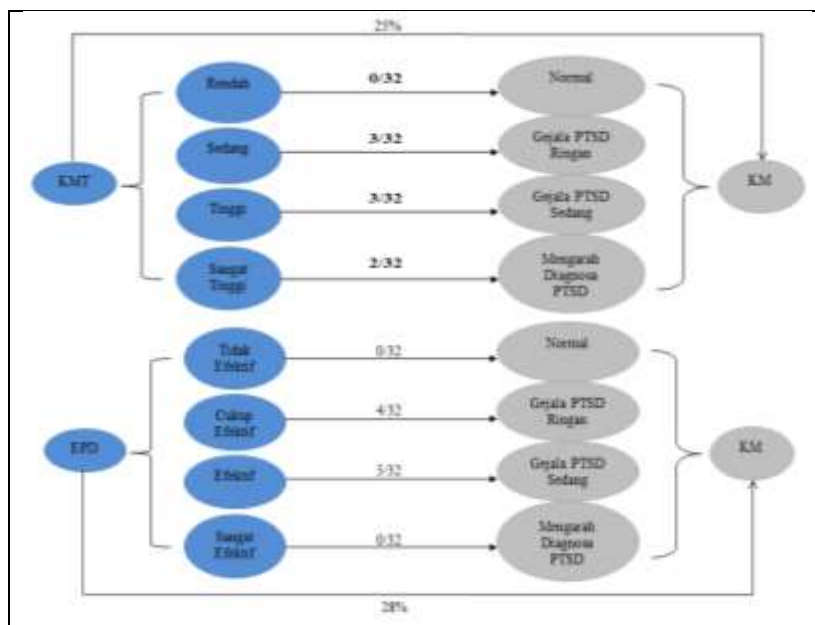 25%
Rendah
0/32
Normal
Sedang
3/32
Gejala PTSD
Ringan
KMT
KM
Tinggi
3/32
Gejala PTSD
Sedang
Sangat
Tinggi
2/32
Mengarah
Diagnosa
PTSD
Tidak
Efektif
0/32
Normal
Cukup
Efektif
4/32
Gejala PTSD
Ringan
EPD
KM
Efektif
5/32
Gejala PTSD
Sedang
Sangat
Efektif
0/32
Mengarah
Diagnosa
PTSD
28%